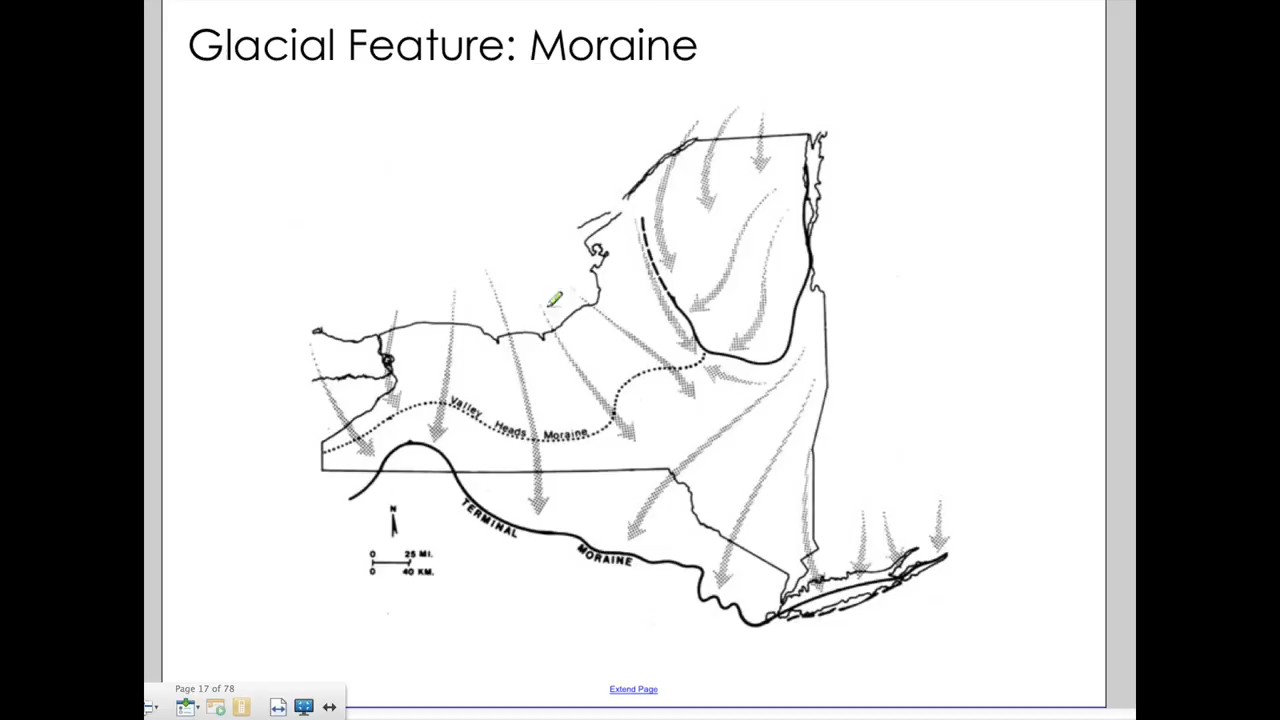 Glacial Feature: Moraine
Valley Heads Moraine
TERMINAL MORAINE
N
0 25 MI.
0 40 KM.
Page 17 of 78
Extend Page